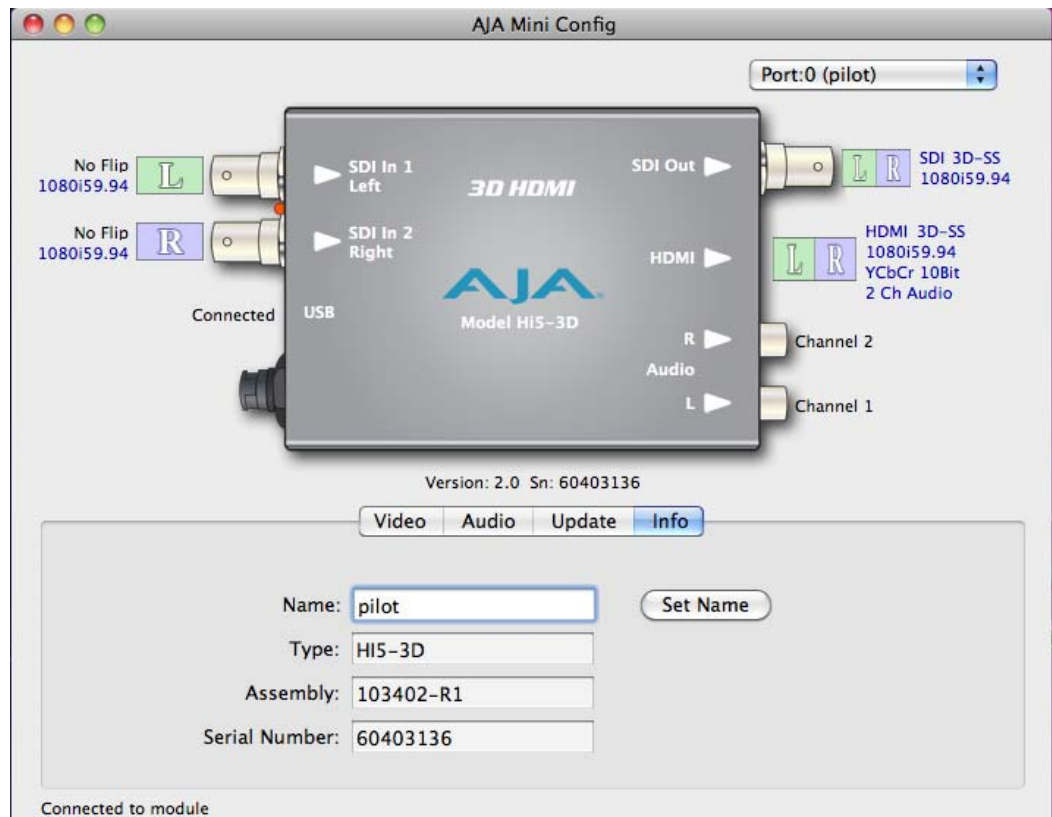 AJA Mini Config
Port:0 (pilot)
No Flip
1080i59.94
L
SDI In 1
Left
3D HDMI
SDI Out
L R
SDI 3D-SS
1080i59.94
No Flip
1080i59.94
R
SDI In 2
Right
HDMI
L R
HDMI 3D-SS
1080i59.94
YCbCr 10Bit
2 Ch Audio
Connected
USB
AJA.
Model Hi5-3D
R
Channel 2
Audio
L
Channel 1
Version: 2.0 Sn: 60403136
Video Audio Update Info
Name: pilot
Set Name
Type: HI5-3D
Assembly: 103402-R1
Serial Number: 60403136
Connected to module